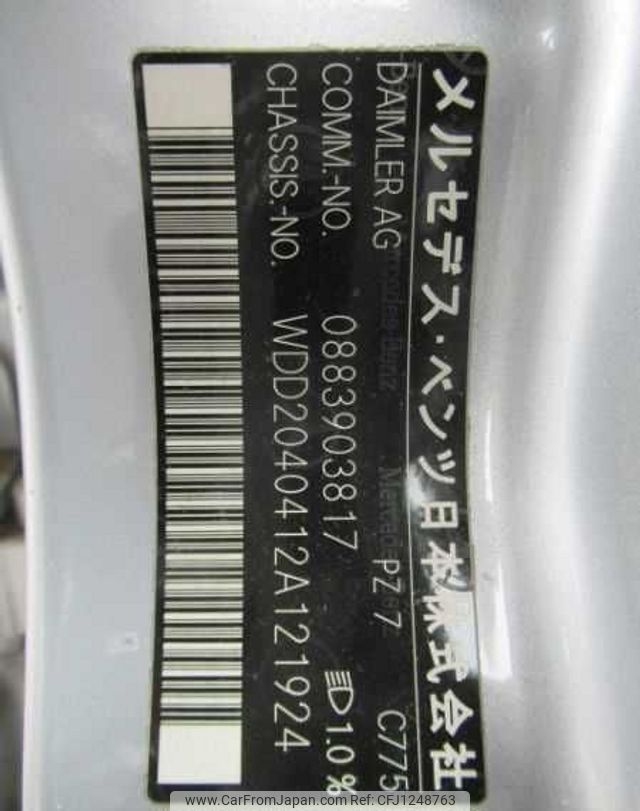 メルセデス・ベンツ日本株式会社
DAIMLER AG PZ 7 C775
COMM.-NO. 0883903817 1.0 %
CHASSIS.-NO. WDD2040412A121924
www.CarFromJapan.com | Ref No. CFJ1248763